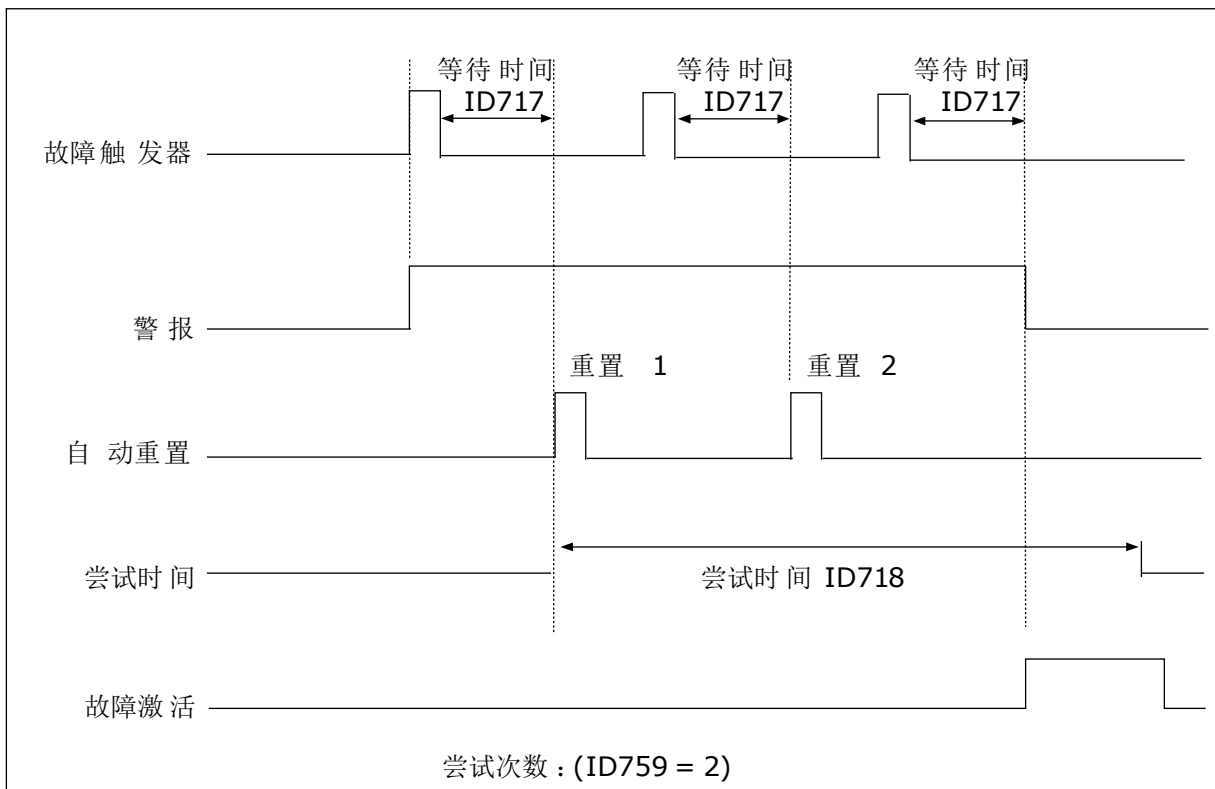 等待时间 等待时间 等待时间
ID717 ID717 ID717
故障触发器
警报
重置 1 重置 2
自动重置
尝试时间 尝试时间 ID718
故障激活
尝试次数：(ID759 = 2)